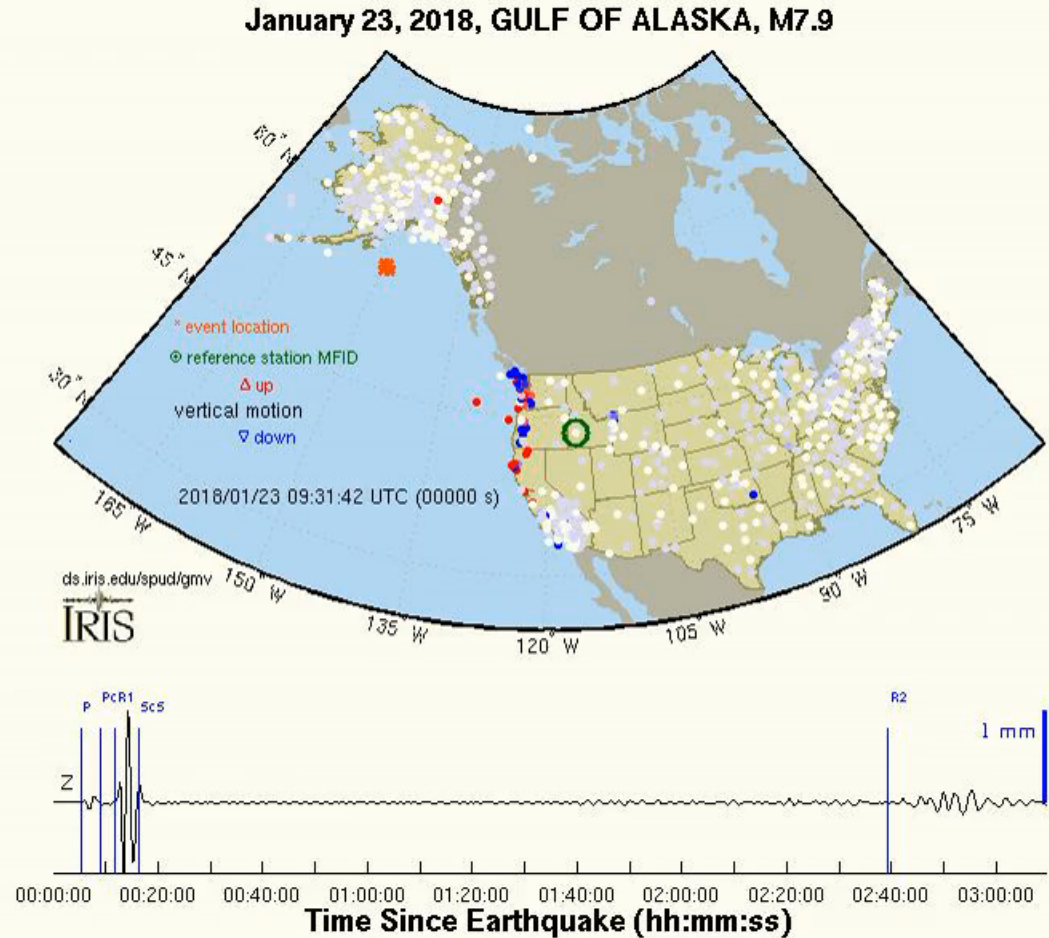 January 23, 2018, GULF OF ALASKA, M7.9
60° N
45° N
30° N
* event location
reference station MFID
△ up
vertical motion
▽ down
2018/01/23 09:31:42 UTC (00000 s)
165° W
150° W
135° W
120° W
105° W
90° W
75° W
ds.iris.edu/spud/gmv
IRIS
P PcR1 ScS R2
1 mm
Z
00:00:00 00:20:00 00:40:00 01:00:00 01:20:00 01:40:00 02:00:00 02:20:00 02:40:00 03:00:00
Time Since Earthquake (hh:mm:ss)